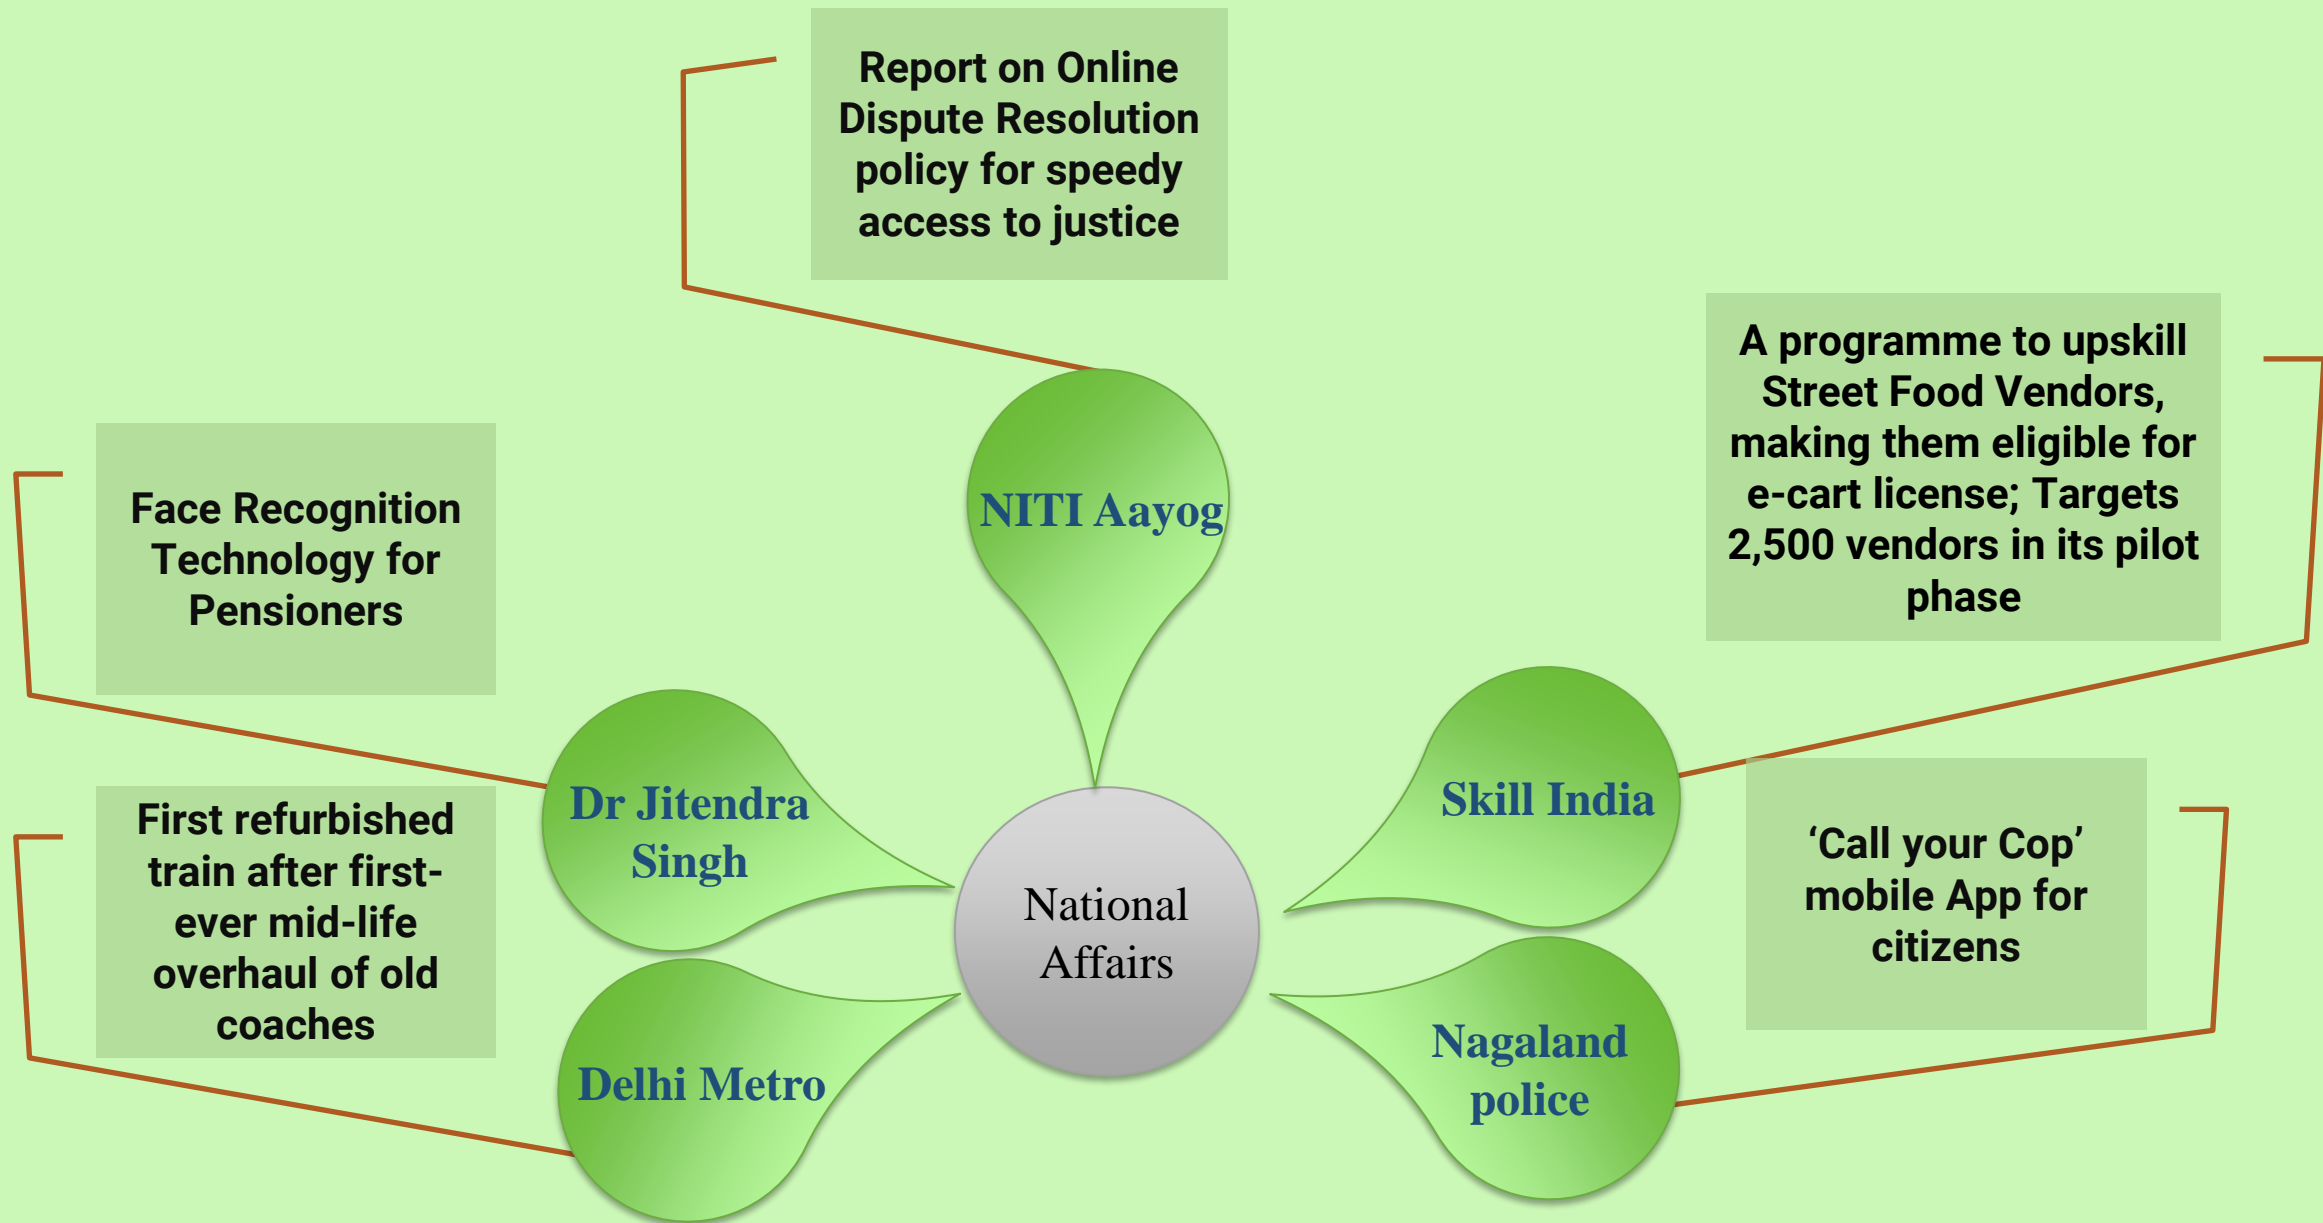 Report on Online
Dispute Resolution
policy for speedy
access to justice
A programme to upskill
Street Food Vendors,
making them eligible for
e-cart license; Targets
2,500 vendors in its pilot
phase
Face Recognition
Technology for
Pensioners
NITI Aayog
Dr Jitendra
Singh
Skill India
First refurbished
train after first-
ever mid-life
overhaul of old
coaches
‘Call your Cop’
mobile App for
citizens
National
Affairs
Delhi Metro
Nagaland
police